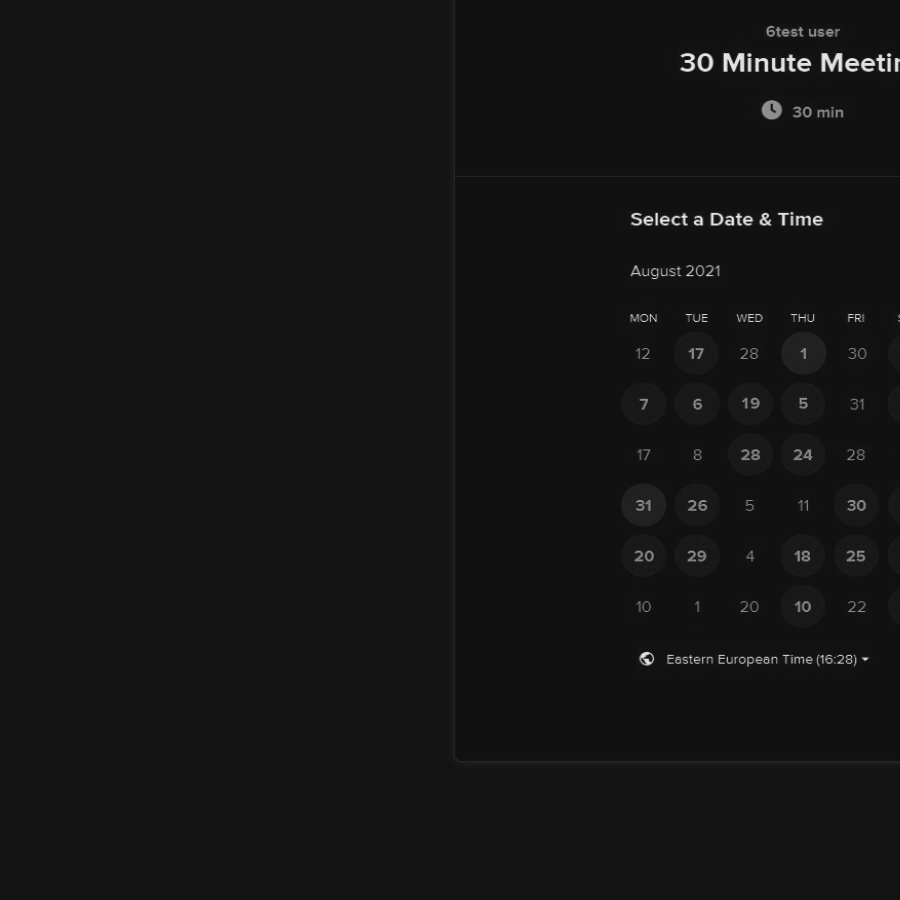 6test user
30 Minute Meetin
30 min
Select a Date & Time
August 2021
MON TUE WED THU FRI
12 17 28 1 30
7 6 19 5 31
17 8 28 24 28
31 26 5 11 30
20 29 4 18 25
10 1 20 10 22
Eastern European Time (16:28)